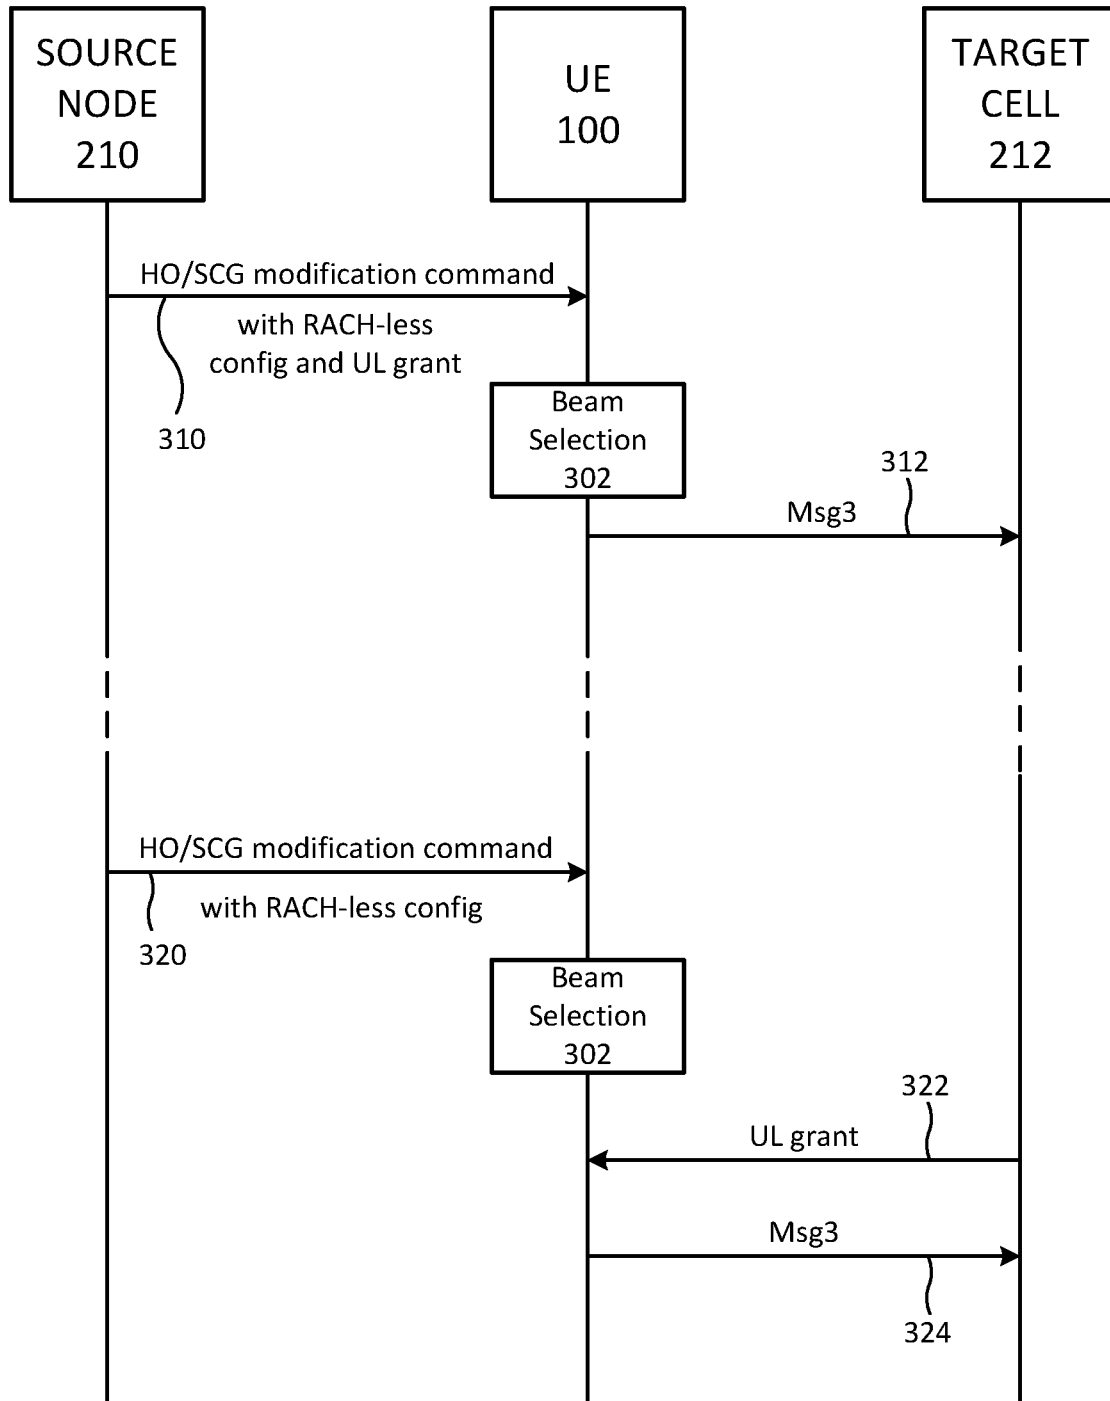 SOURCE
NODE
210
UE
100
TARGET
CELL
212
HO/SCG modification command
with RACH-less
config and UL grant
310
Beam
Selection
302
312
Msg3
HO/SCG modification command
with RACH-less config
320
Beam
Selection
302
322
UL grant
Msg3
324